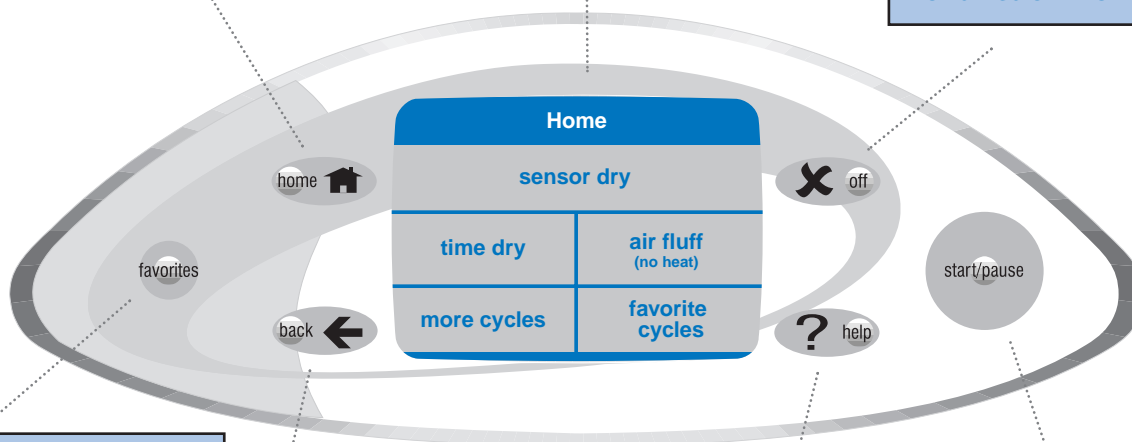 Home
home
sensor dry
off
favorites
time dry
air fluff
(no heat)
start/pause
back
more cycles
favorite
cycles
?
help